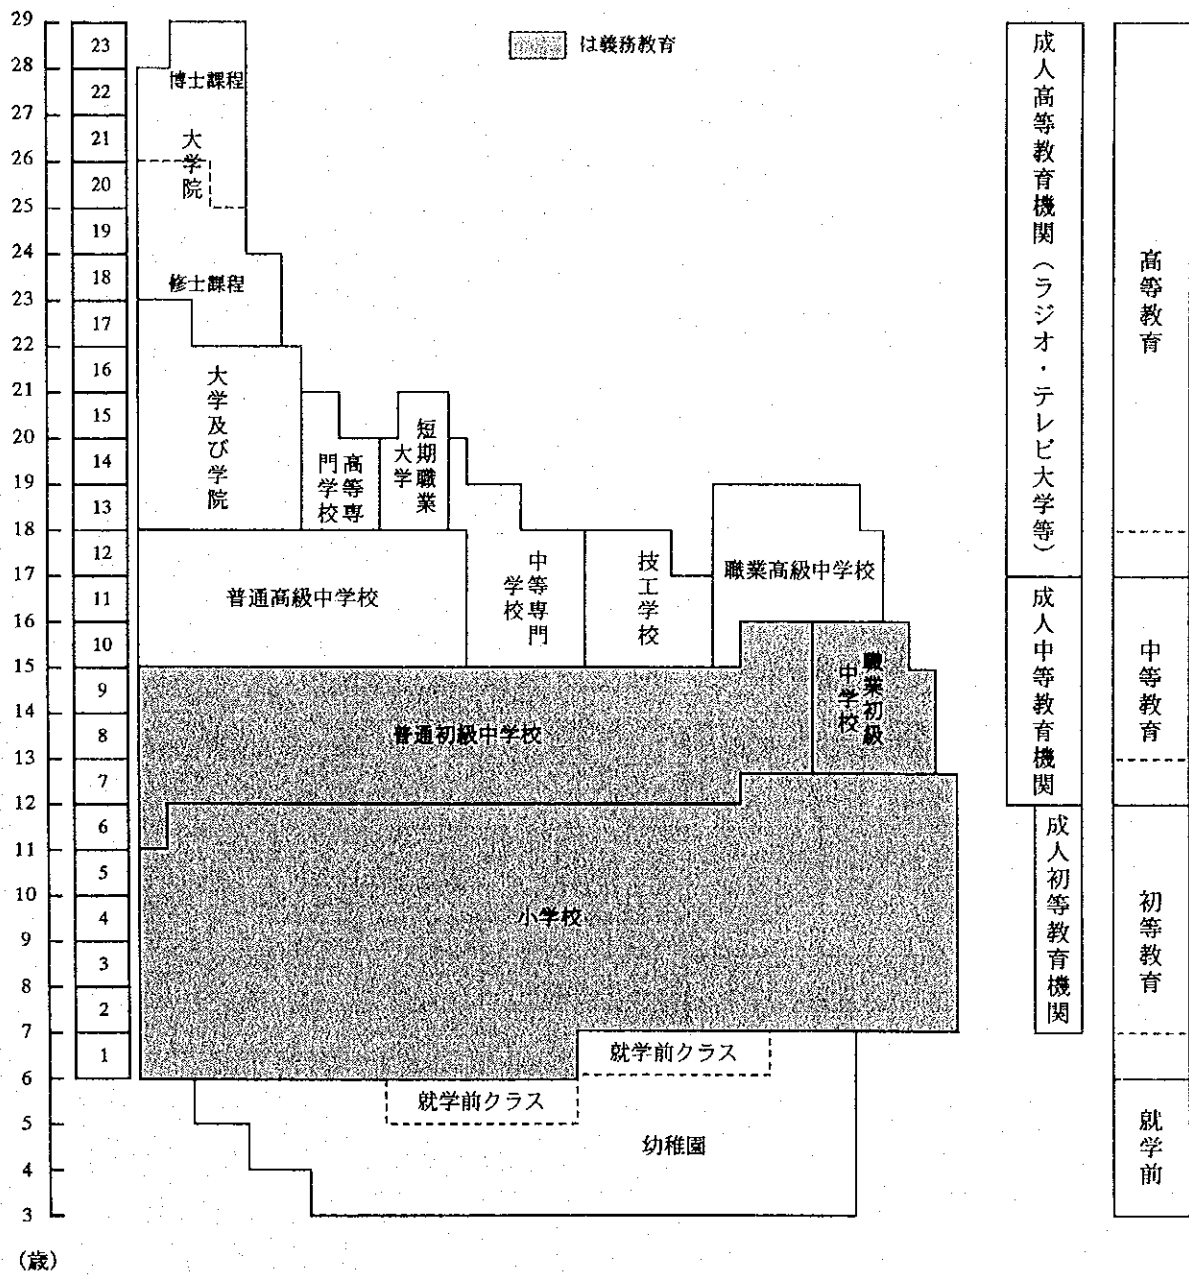 は義務教育
29
28
27
26
25
24
23
22
21
20
19
18
17
16
15
14
13
12
11
10
9
8
7
6
5
4
3
(歳)
23
22
21
20
19
18
17
16
15
14
13
12
11
10
9
8
7
6
5
4
3
2
1
博士課程
大学院
修士課程
大学及び学院
高等専
門学校
短期職業
大学
普通高級中学校
中等専門
学校
技工学校
職業高級中学校
普通初級中学校
職業初級
中学校
小学校
就学前クラス
就学前クラス
幼稚園
成人高等教育機関(ラジオ・テレビ大学等)
成人中等教育機関
成人初等教育機関
高等教育
中等教育
初等教育
就学前